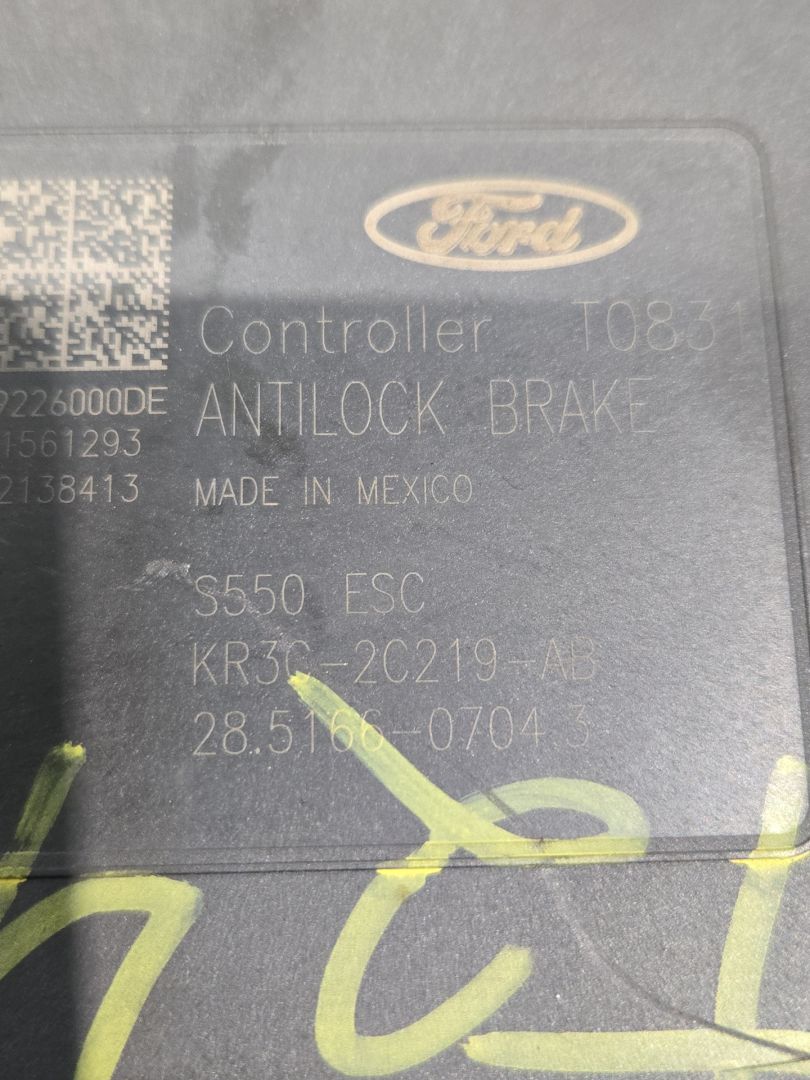 Ford
Controller T0831
9226000DE
ANTILOCK BRAKE
1561293
2138413
MADE IN MEXICO
S550 ESC
KR3C-2C219-AB
28.5166-0704.3